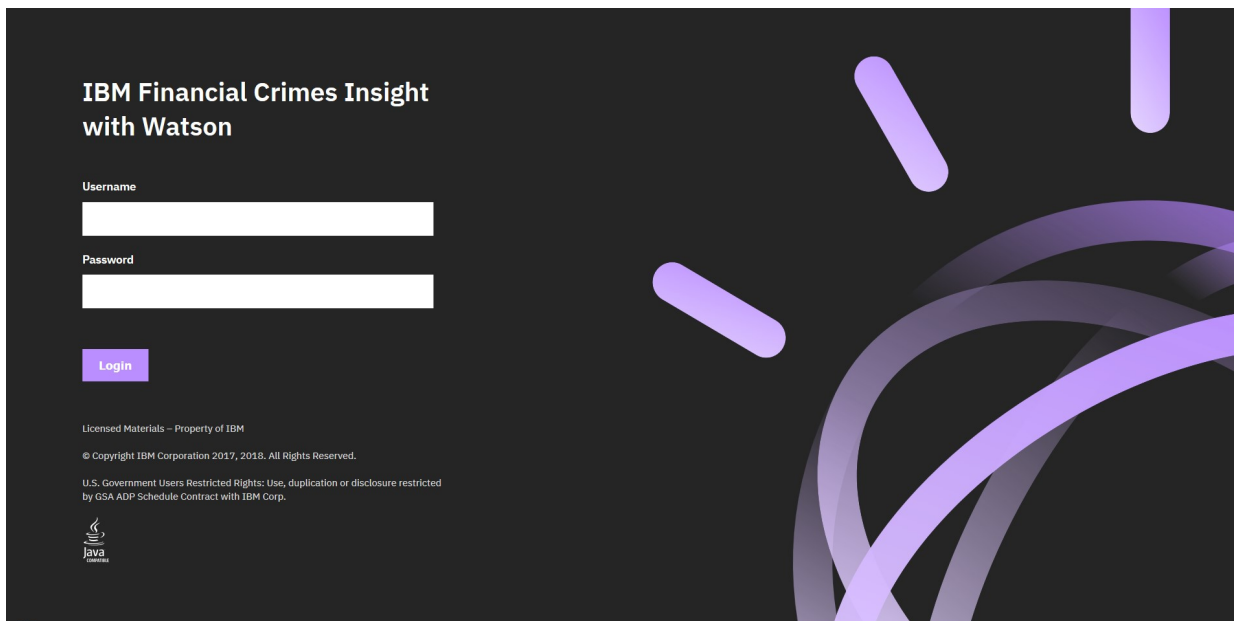 IBM Financial Crimes Insight
with Watson
Username
Password
Login
Licensed Materials – Property of IBM
© Copyright IBM Corporation 2017, 2018. All Rights Reserved.
U.S. Government Users Restricted Rights: Use, duplication or disclosure restricted
by GSA ADP Schedule Contract with IBM Corp.
Java
COMPATIBLE